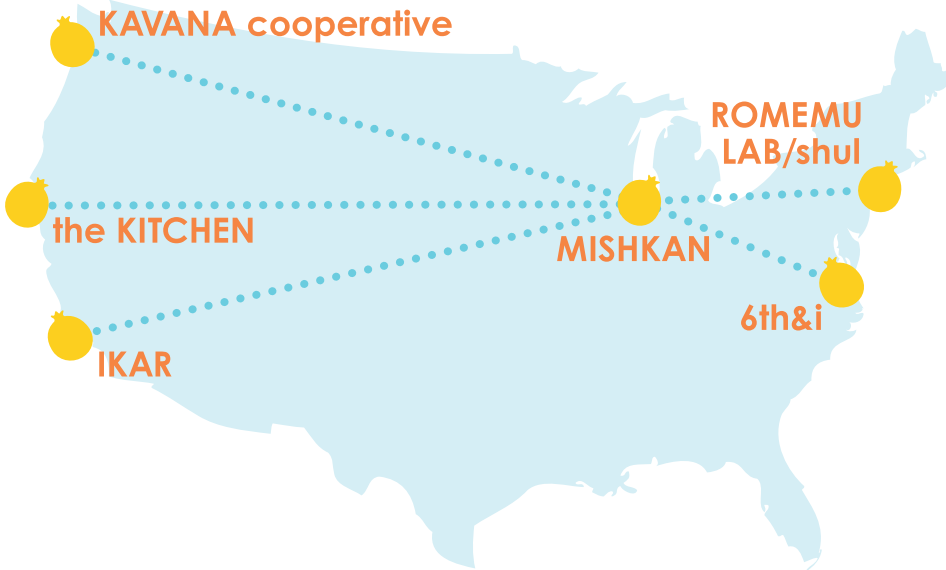 KAVANA cooperative
ROMEMU
LAB/shul
the KITCHEN
MISHKAN
6th&i
IKAR